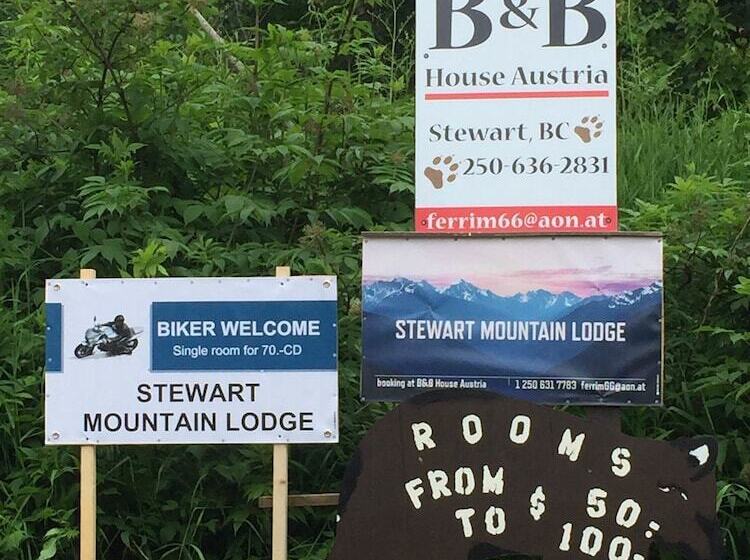 B&B
House Austria
Stewart, BC
250-636-2831
ferrim66@aon.at
STEWART MOUNTAIN LODGE
booking at B&B House Austria 1 250 631 7783 ferrim66@aon.at
BIKER WELCOME
Single room for 70.-CD
STEWART
MOUNTAIN LODGE
ROOMS
FROM $ 50:
TO 100-